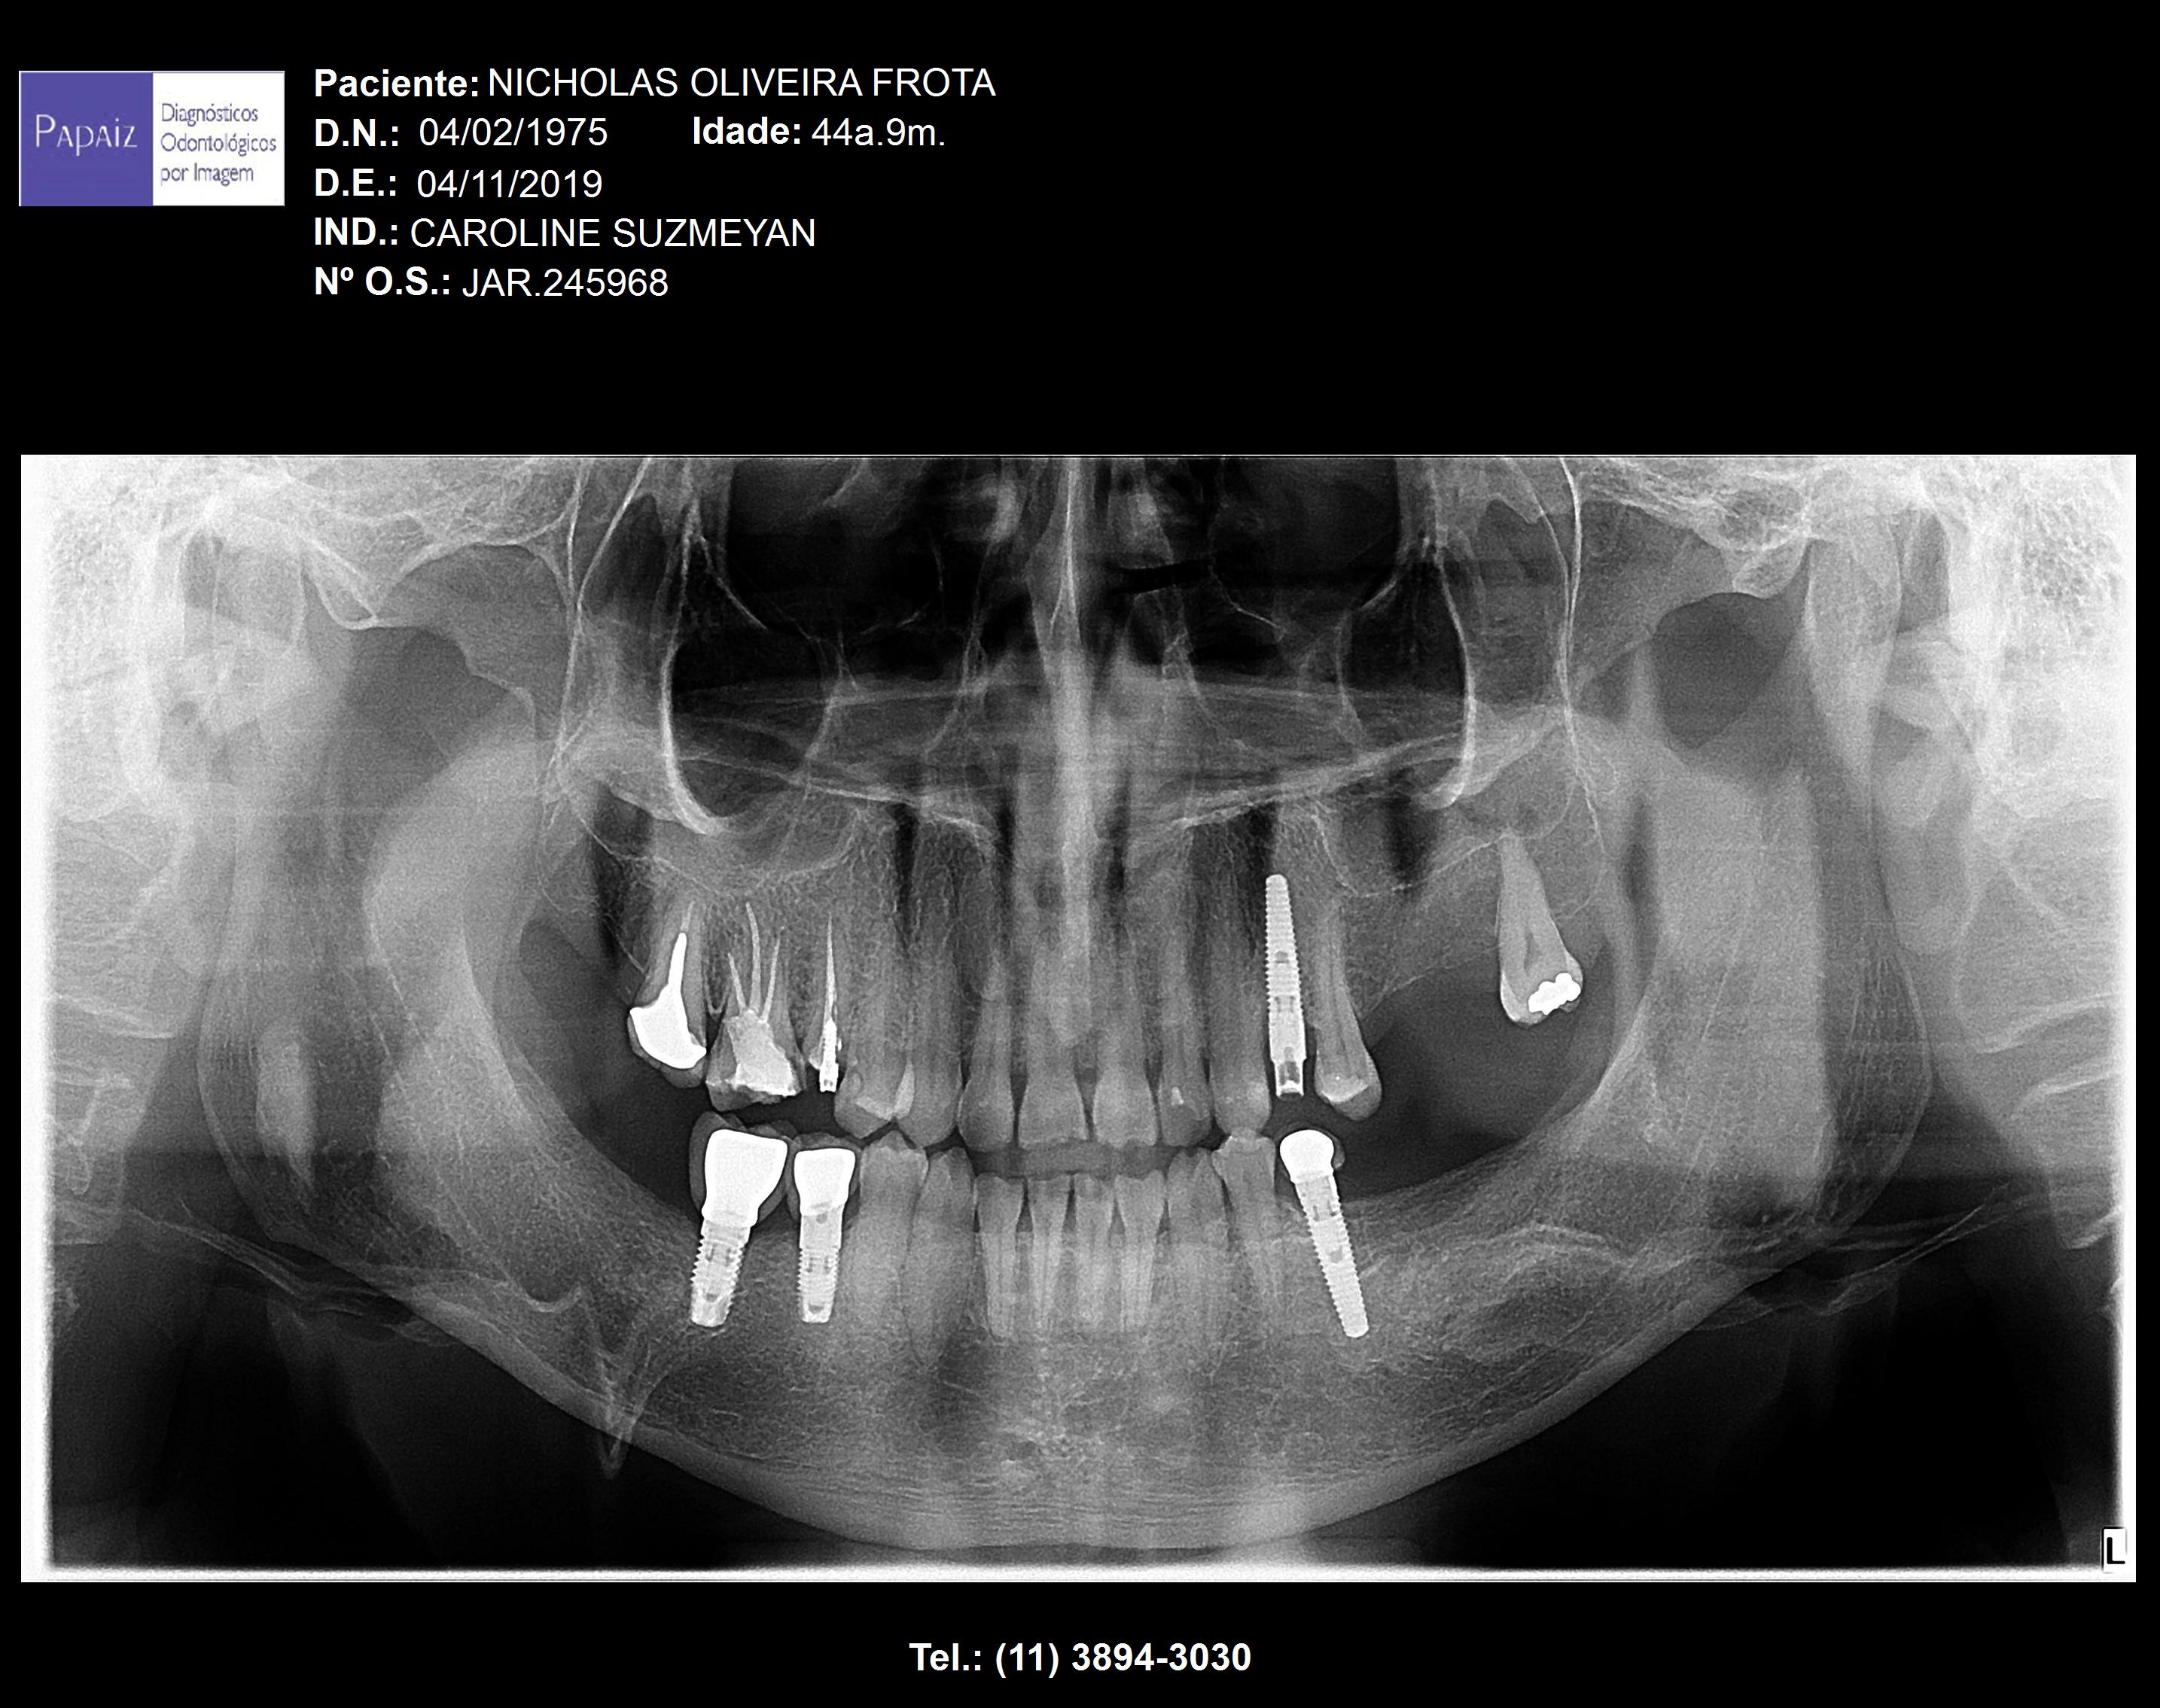 PAPAIZ
Diagnósticos
Odontológicos
por Imagem
Paciente: NICHOLAS OLIVEIRA FROTA
D.N.: 04/02/1975 Idade: 44a.9m.
D.E.: 04/11/2019
IND.: CAROLINE SUZMEYAN
Nº O.S.: JAR.245968
L
Tel.: (11) 3894-3030